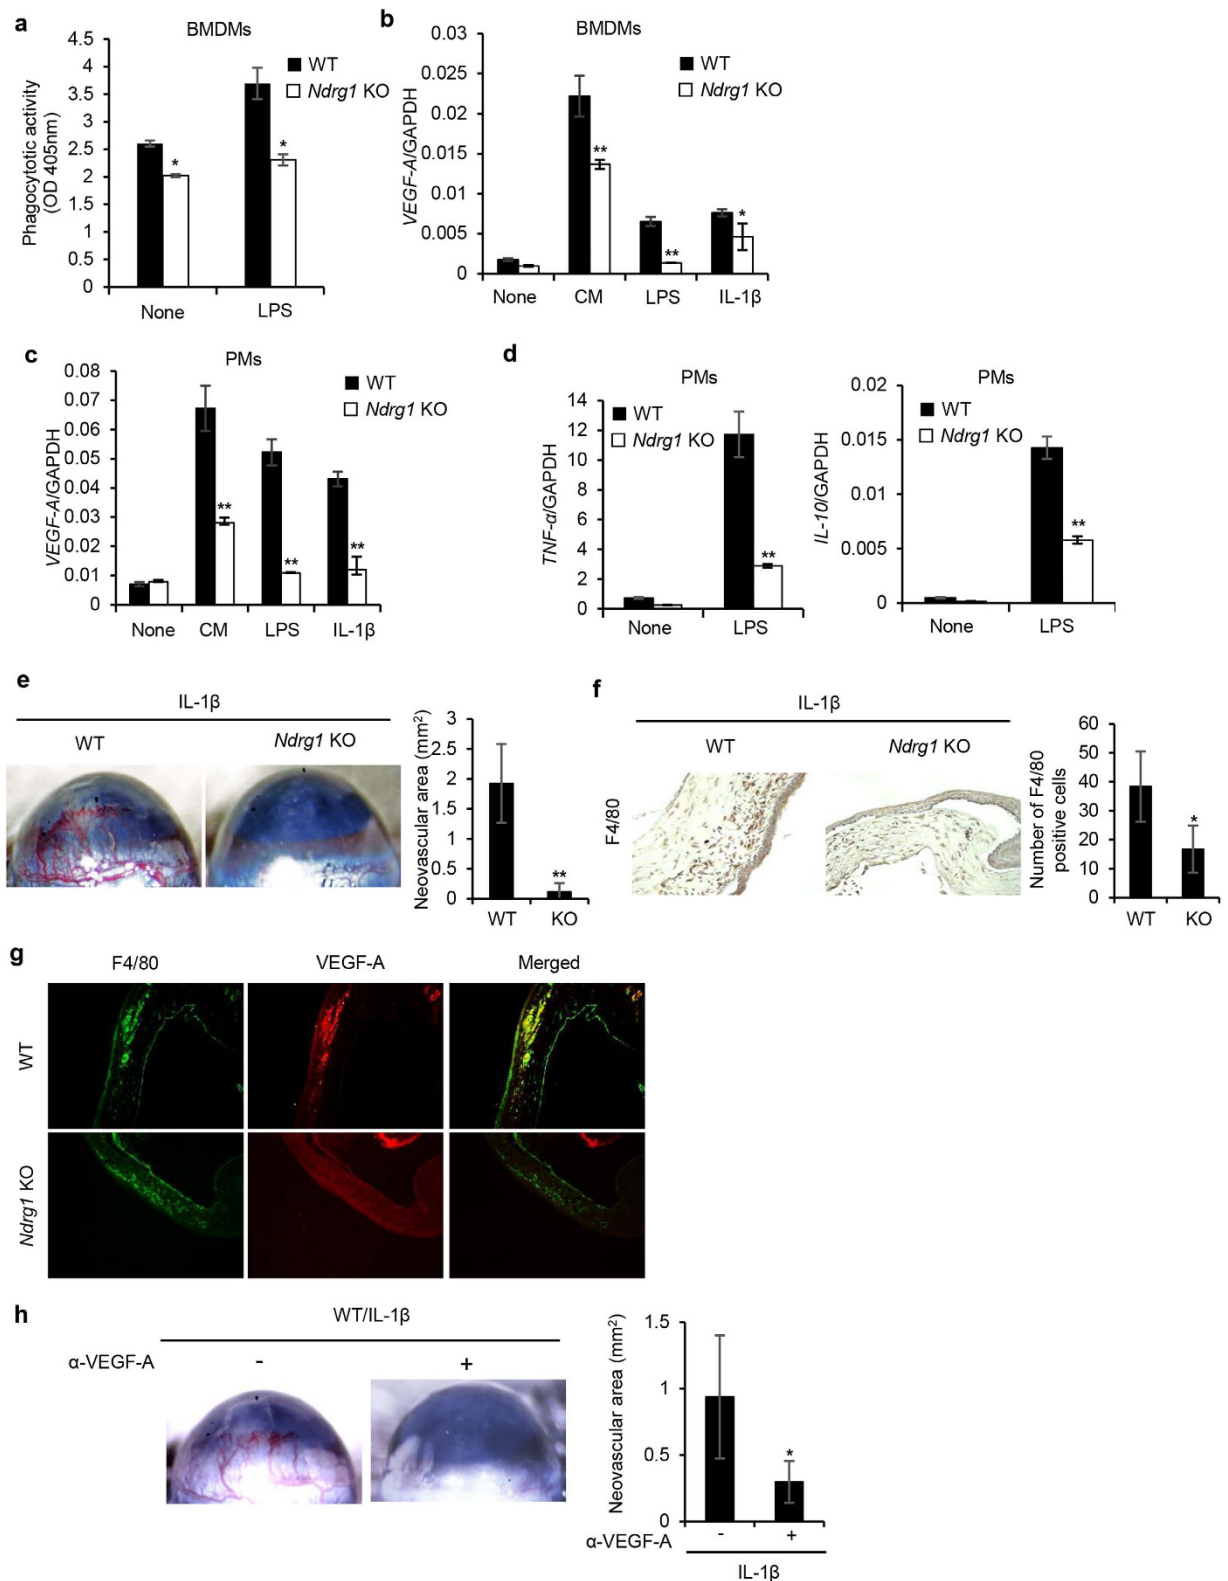 a
BMDMs
Phagocytotic activity
(OD 405nm)
4.5
4
3.5
3
2.5
2
1.5
1
0.5
0
WT
Ndrg1 KO
*
*
None
LPS
b
BMDMs
VEGF-A/GAPDH
0.03
0.025
0.02
0.015
0.01
0.005
0
WT
Ndrg1 KO
**
**
*
None
CM
LPS
IL-1β
c
PMs
VEGF-A/GAPDH
0.08
0.07
0.06
0.05
0.04
0.03
0.02
0.01
0
WT
Ndrg1 KO
**
**
**
None
CM
LPS
IL-1β
d
PMs
TNF-α/GAPDH
14
12
10
8
6
4
2
0
WT
Ndrg1 KO
**
None
LPS
PMs
IL-10/GAPDH
0.02
0.015
0.01
0.005
0
WT
Ndrg1 KO
**
None
LPS
e
IL-1β
WT
Ndrg1 KO
Neovascular area (mm²)
3
2.5
2
1.5
1
0.5
0
**
WT
KO
f
IL-1β
WT
Ndrg1 KO
F4/80
Number of F4/80
positive cells
60
50
40
30
20
10
0
*
WT
KO
g
F4/80
VEGF-A
Merged
WT
Ndrg1 KO
h
WT/IL-1β
α-VEGF-A
-
+
Neovascular area (mm²)
1.5
1
0.5
0
*
α-VEGF-A
-
+
IL-1β